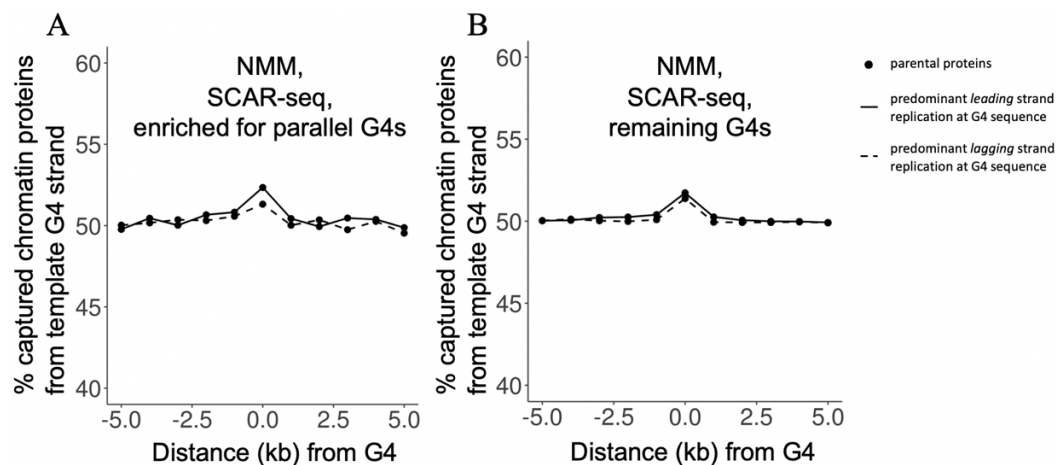 A
% captured chromatin proteins
from template G4 strand
60
55
50
45
40
NMM,
SCAR-seq,
enriched for parallel G4s
-5.0
-2.5
0.0
2.5
5.0
Distance (kb) from G4
B
% captured chromatin proteins
from template G4 strand
60
55
50
45
40
NMM,
SCAR-seq,
remaining G4s
-5.0
-2.5
0.0
2.5
5.0
Distance (kb) from G4
parental proteins
predominant leading strand
replication at G4 sequence
predominant lagging strand
replication at G4 sequence